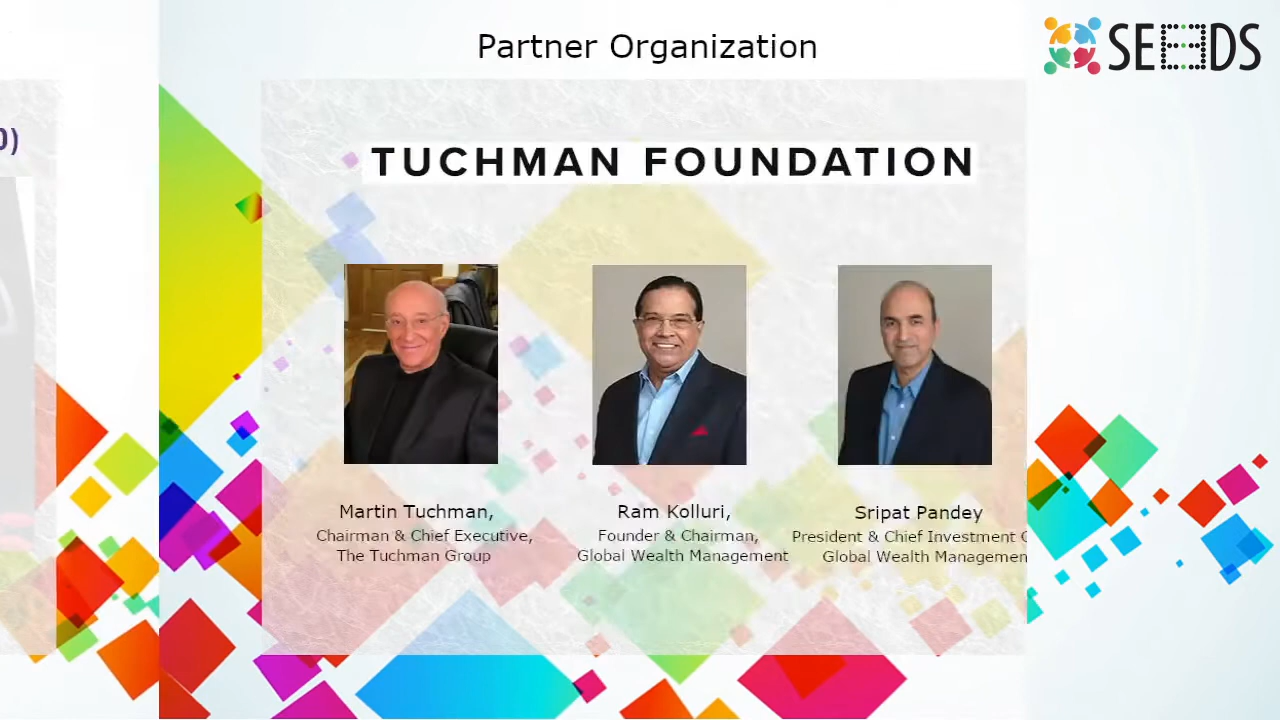 Partner Organization
SEEDS
0)
TUCHMAN FOUNDATION
Martin Tuchman,
Chairman & Chief Executive,
The Tuchman Group
Ram Kolluri,
Founder & Chairman,
Global Wealth Management
Sripat Pandey
President & Chief Investment
Global Wealth Managemen